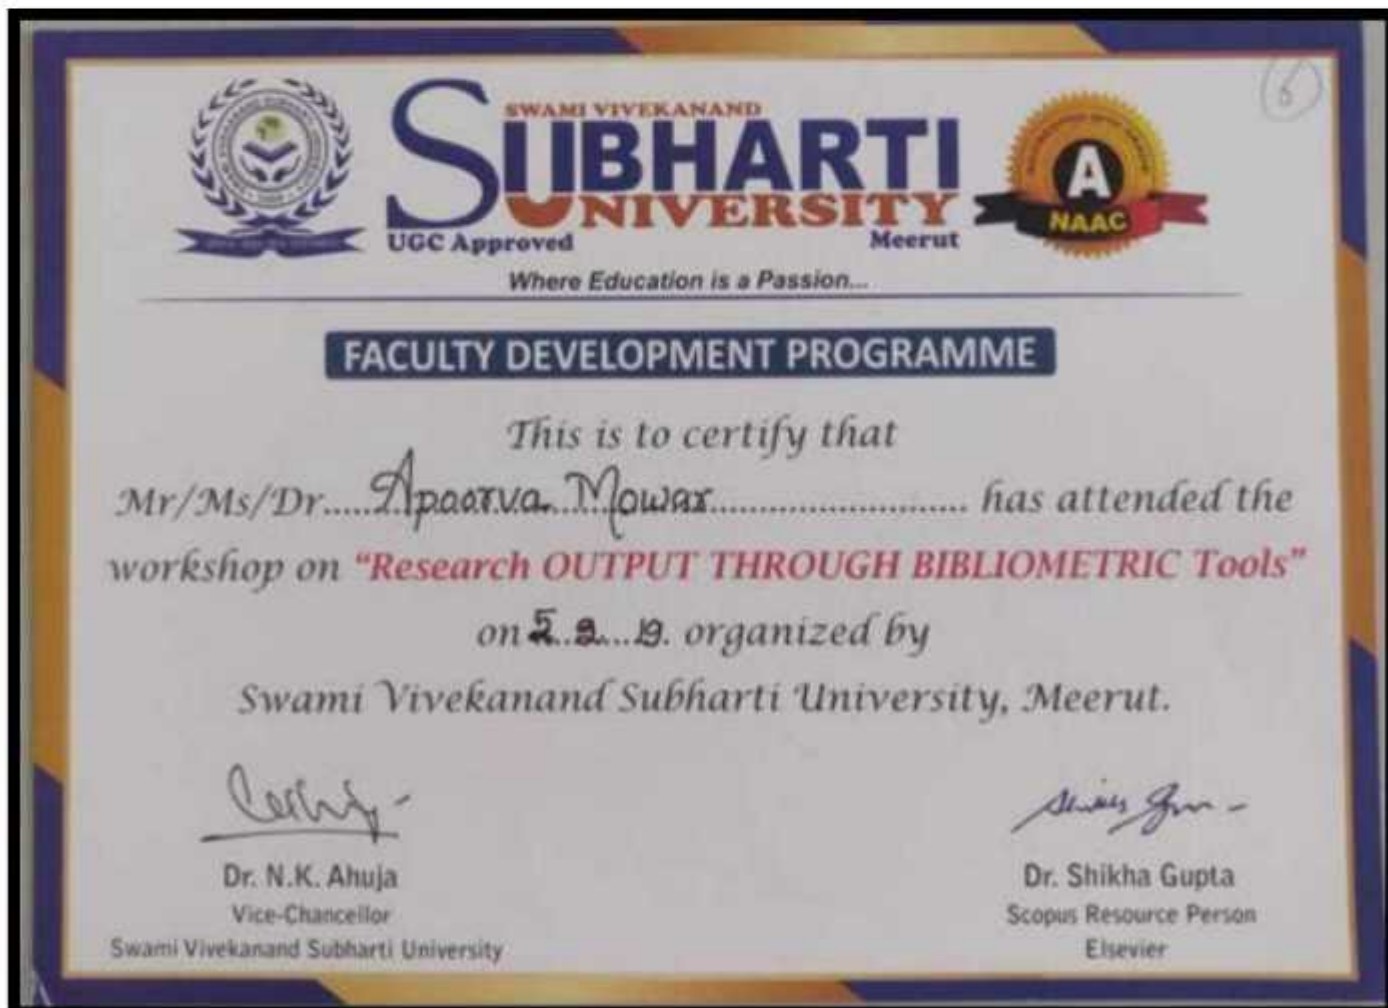 6
SWAMI VIVEKANAND
SUBHARTI
UNIVERSITY
UGC Approved Meerut
A
NAAC
Where Education is a Passion...
FACULTY DEVELOPMENT PROGRAMME
This is to certify that
Mr/Ms/Dr.....Apoorva Mowar............................ has attended the
workshop on "Research OUTPUT THROUGH BIBLIOMETRIC Tools"
on 5..9...19. organized by
Swami Vivekanand Subharti University, Meerut.
Dr. N.K. Ahuja
Vice-Chancellor
Swami Vivekanand Subharti University
Dr. Shikha Gupta
Scopus Resource Person
Elsevier